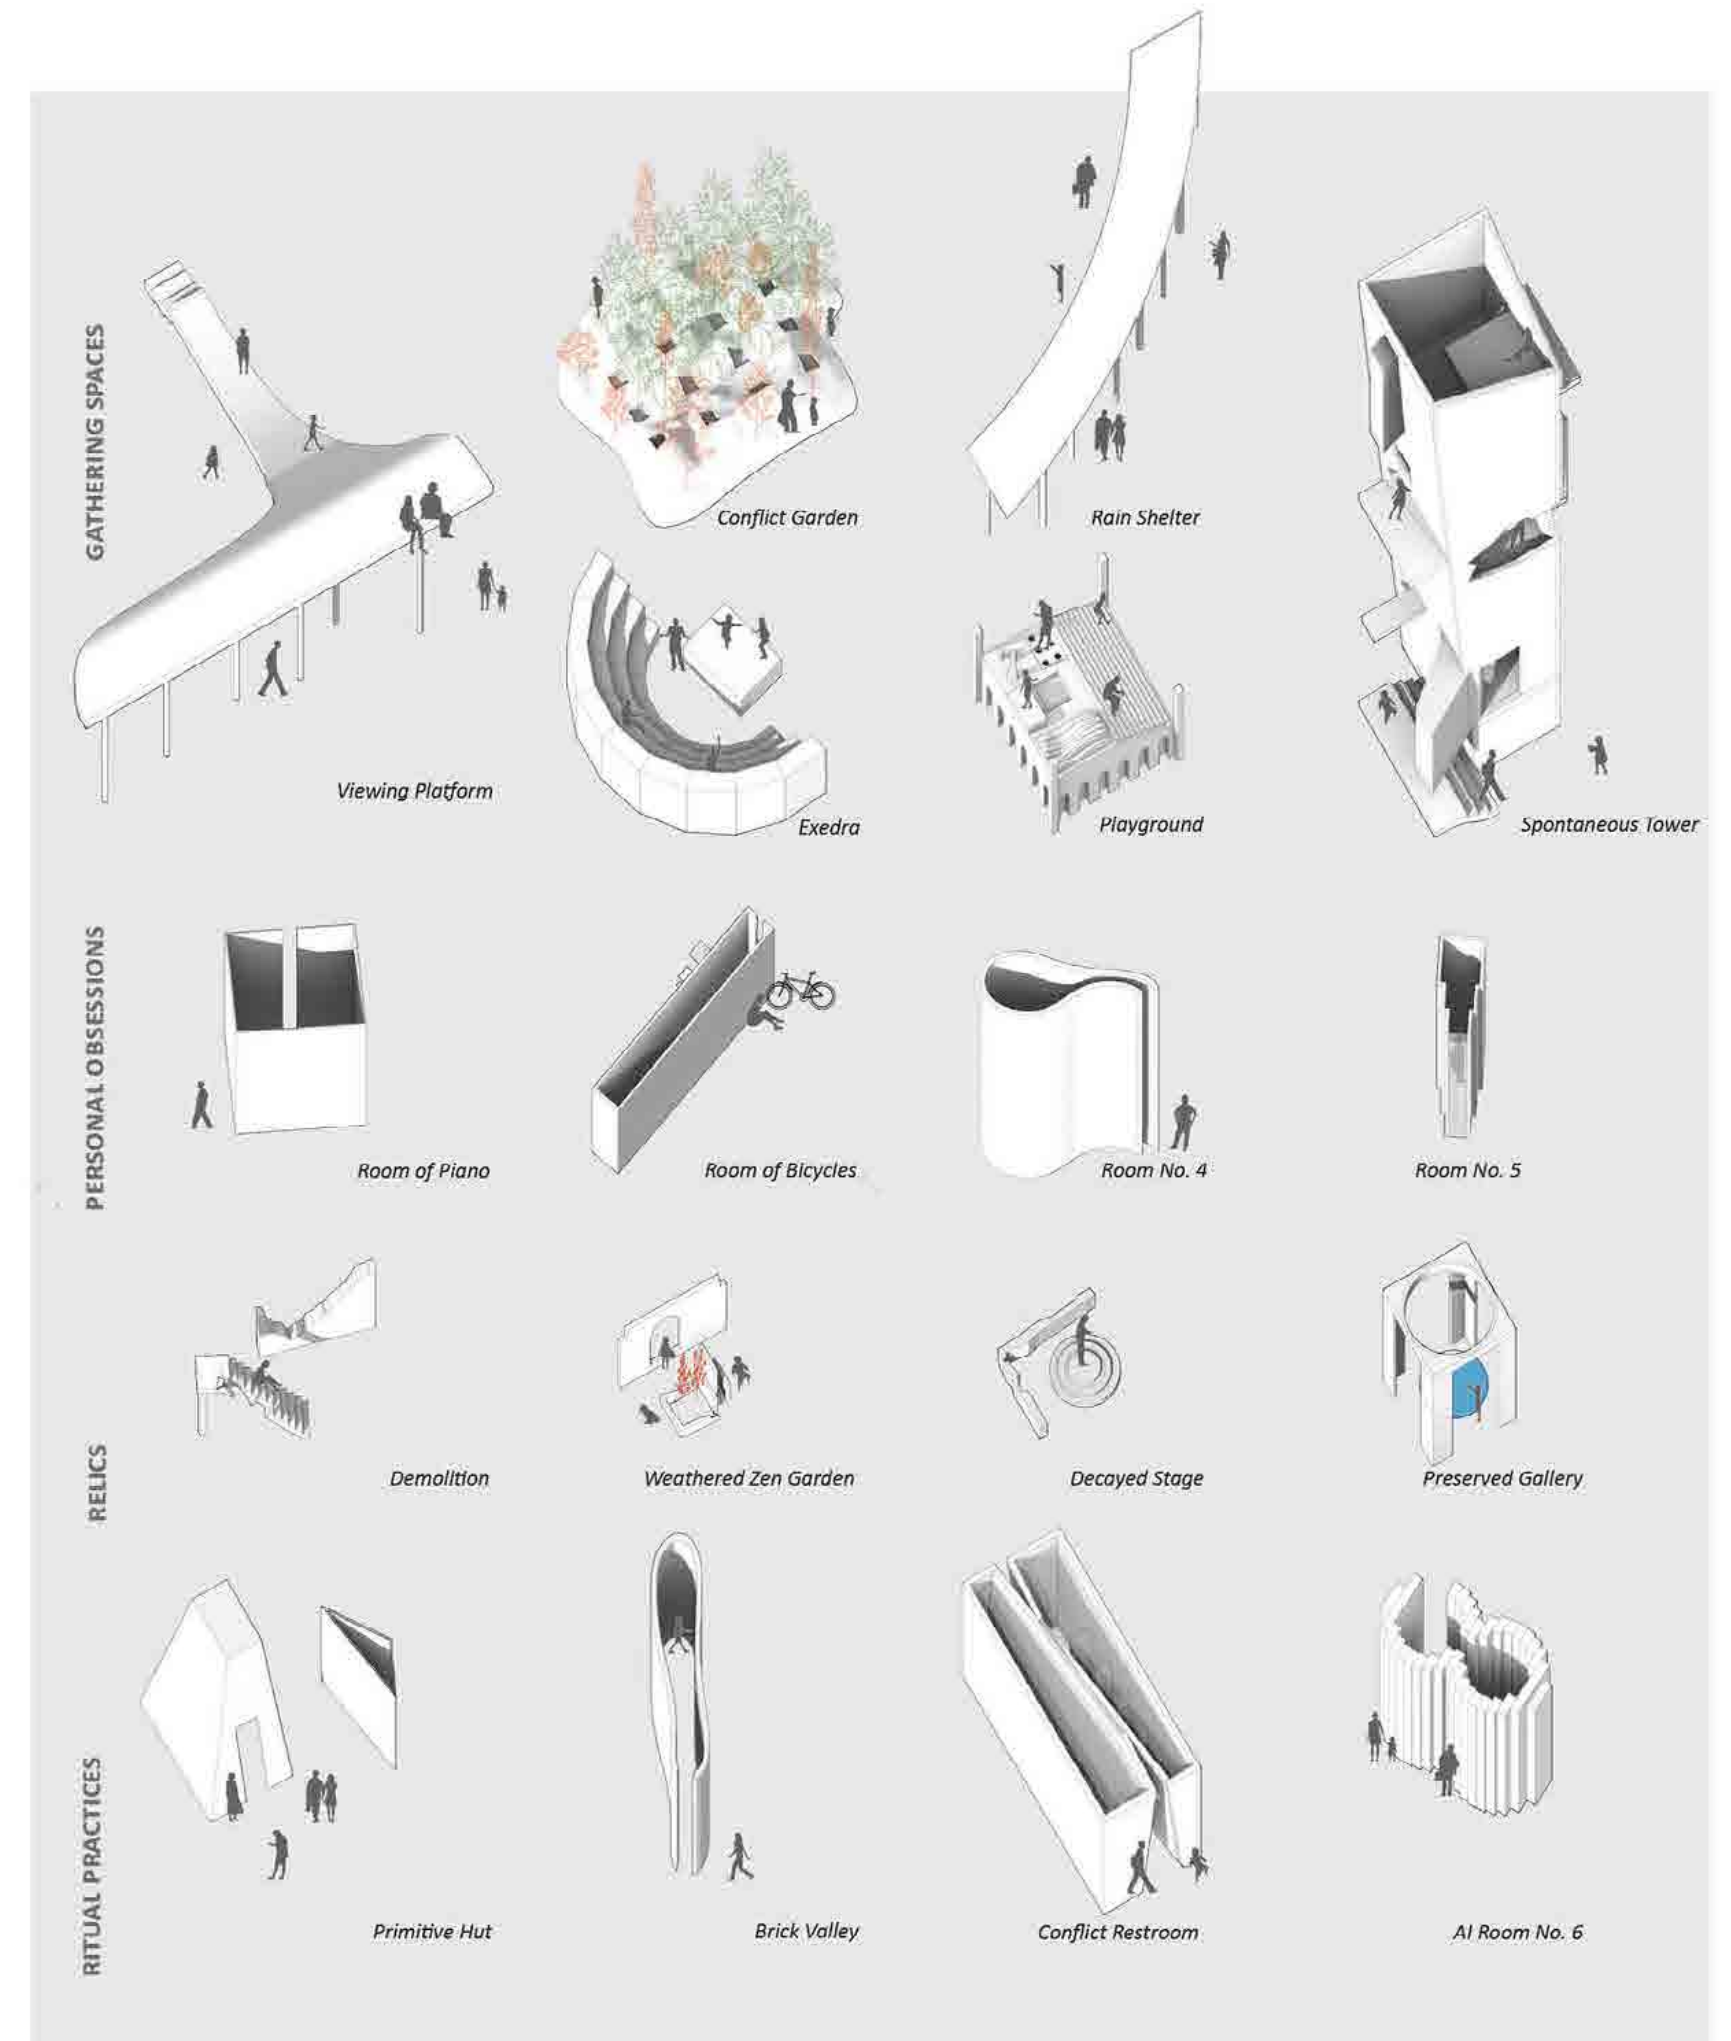 GATHERING SPACES
Conflict Garden
Rain Shelter
Viewing Platform
Exedra
Playground
Spontaneous Tower
PERSONAL OBSESSIONS
Room of Piano
Room of Bicycles
Room No. 4
Room No. 5
RELICS
Demolition
Weathered Zen Garden
Decayed Stage
Preserved Gallery
RITUAL PRACTICES
Primitive Hut
Brick Valley
Conflict Restroom
AI Room No. 6